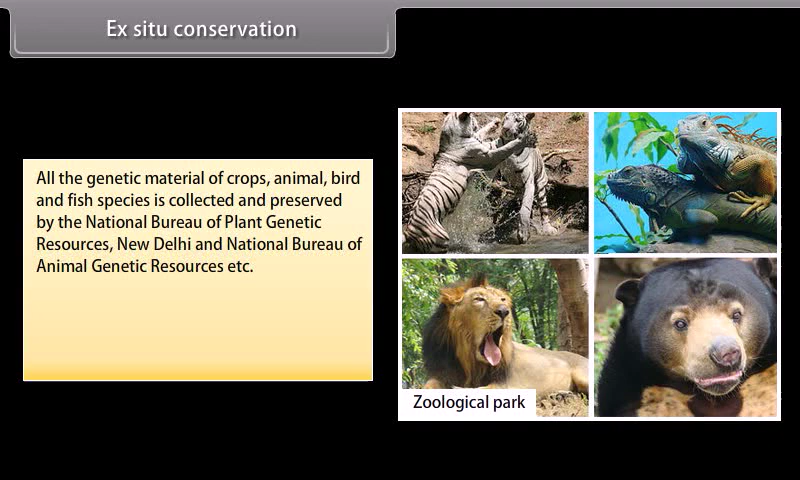 Ex situ conservation
All the genetic material of crops, animal, bird
and fish species is collected and preserved
by the National Bureau of Plant Genetic
Resources, New Delhi and National Bureau of
Animal Genetic Resources etc.
Zoological park